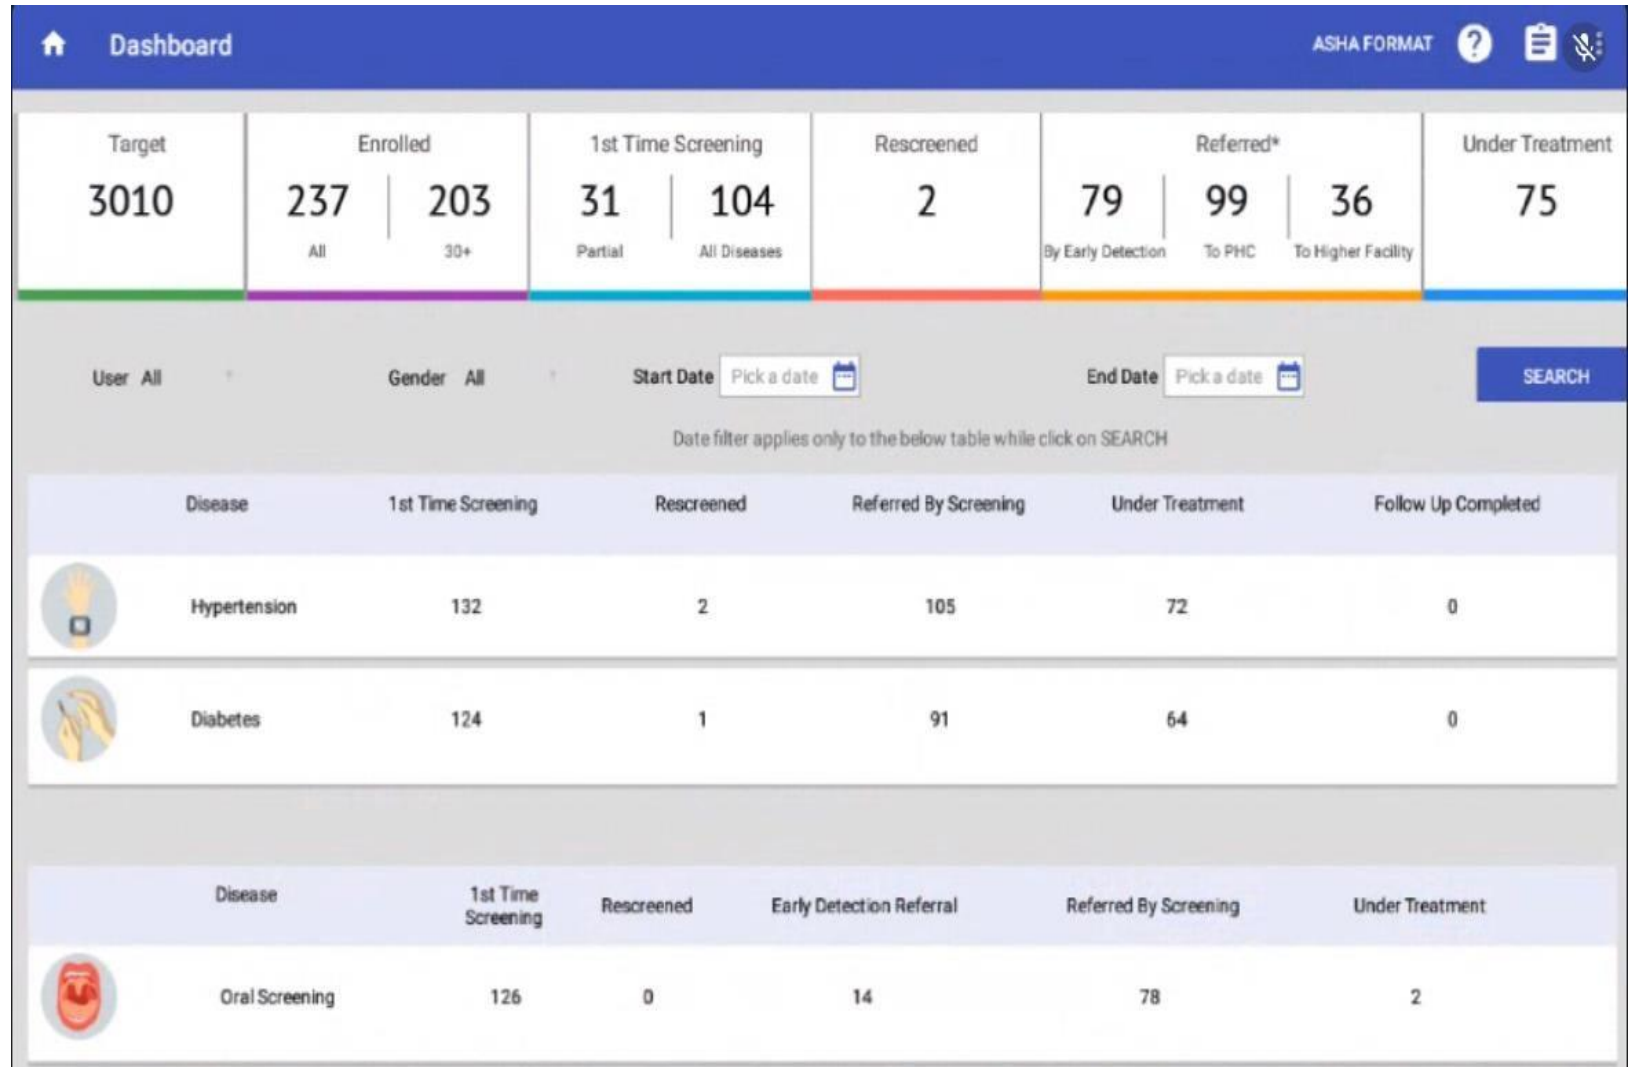 Dashboard ASHA FORMAT ?
Target Enrolled 1st Time Screening Rescreened Referred* Under Treatment
3010 237 203 31 104 2 79 99 36 75
All 30+ Partial All Diseases By Early Detection To PHC To Higher Facility
User All Gender All Start Date Pick a date End Date Pick a date SEARCH
Date filter applies only to the below table while click on SEARCH
Disease 1st Time Screening Rescreened Referred By Screening Under Treatment Follow Up Completed
Hypertension 132 2 105 72 0
Diabetes 124 1 91 64 0
Disease 1st Time Screening Rescreened Early Detection Referral Referred By Screening Under Treatment
Oral Screening 126 0 14 78 2